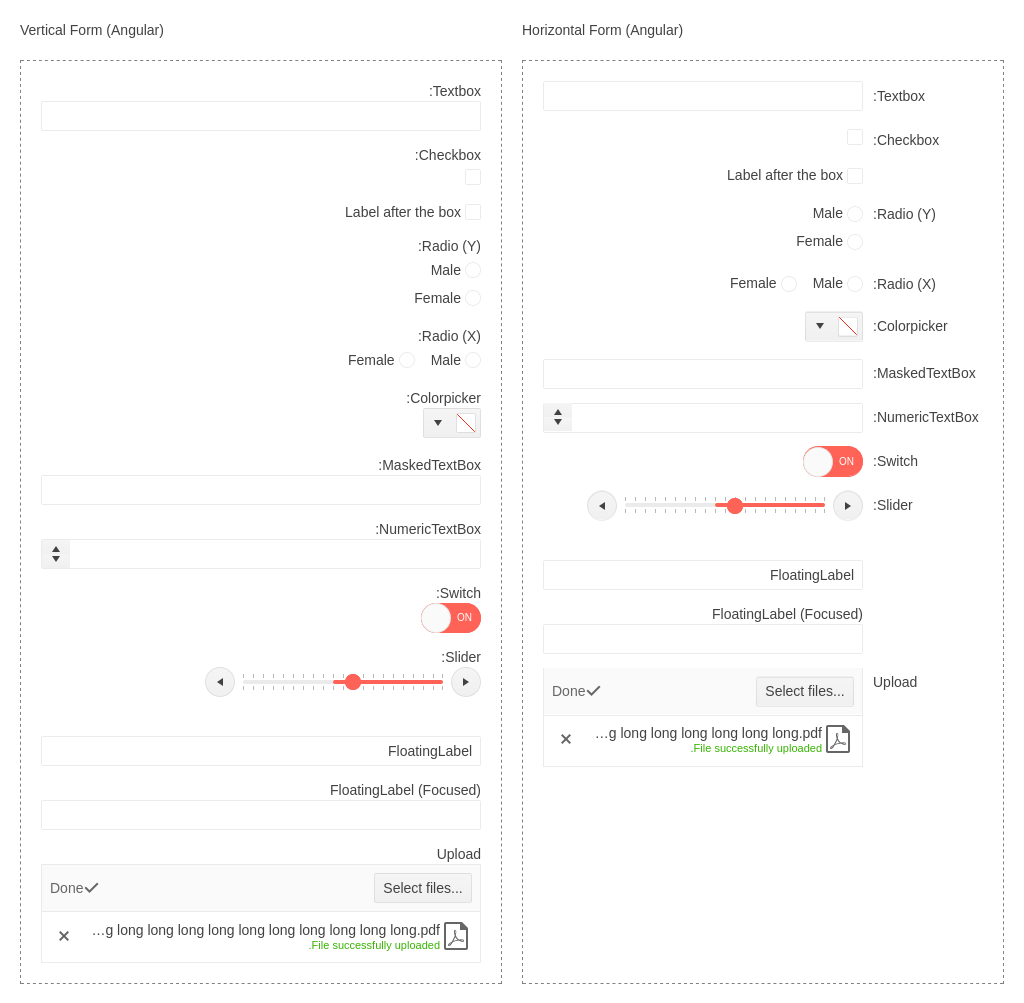 Vertical Form (Angular)
:Textbox
:Checkbox
Label after the box
:Radio (Y)
Male
Female
:Radio (X)
Female Male
:Colorpicker
:MaskedTextBox
:NumericTextBox
:Switch
ON
:Slider
FloatingLabel
FloatingLabel (Focused)
Upload
Done Select files...
...g long long long long long long long long long long.pdf
.File successfully uploaded
Horizontal Form (Angular)
:Textbox
:Checkbox
Label after the box
Male :Radio (Y)
Female
Female Male :Radio (X)
:Colorpicker
:MaskedTextBox
:NumericTextBox
ON :Switch
:Slider
FloatingLabel
FloatingLabel (Focused)
Upload
Done Select files...
...g long long long long long long.pdf
.File successfully uploaded